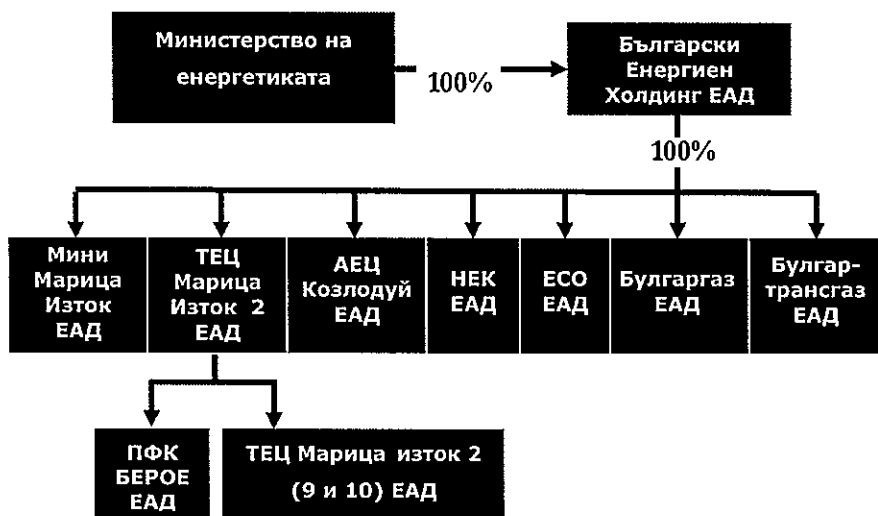 Министерство на
енергетиката
100%
Български
Енергиен
Холдинг ЕАД
100%
Мини
Марица
Изток
ЕАД
ТЕЦ
Марица
Изток 2
ЕАД
АЕЦ
Козлодуй
ЕАД
НЕК
ЕАД
ЕСО
ЕАД
Булгаргаз
ЕАД
Булгар-
трансгаз
ЕАД
ПФК
БЕРОЕ
ЕАД
ТЕЦ Марица изток 2
(9 и 10) ЕАД